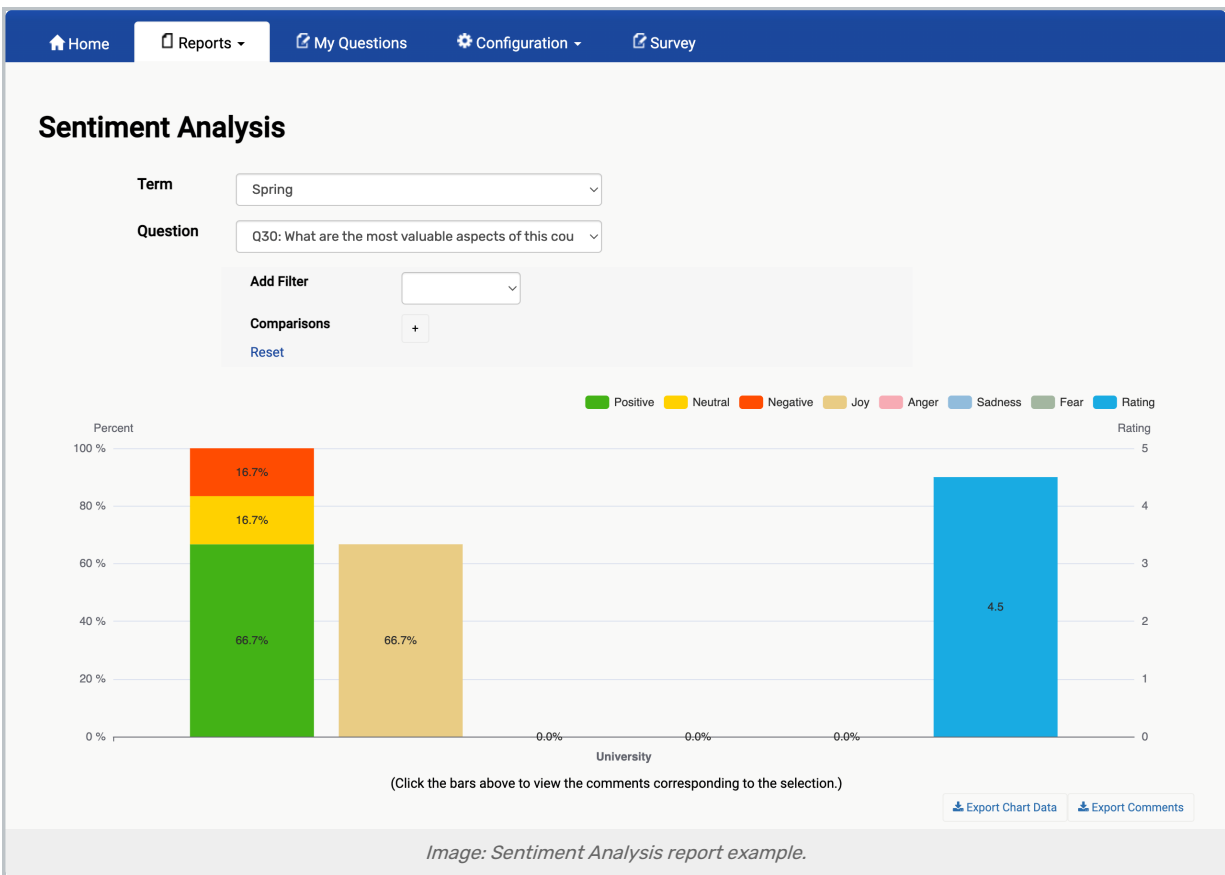 Home Reports My Questions Configuration Survey
Sentiment Analysis
Term Spring
Question Q30: What are the most valuable aspects of this cou
Add Filter
Comparisons +
Reset
Positive Neutral Negative Joy Anger Sadness Fear Rating
Percent Rating
100 % 5
16.7%
80 % 4
16.7%
60 % 3
4.5
40 % 2
66.7% 66.7%
20 % 1
0 % 0.0% 0.0% 0.0% 0
University
(Click the bars above to view the comments corresponding to the selection.)
Export Chart Data Export Comments
Image: Sentiment Analysis report example.